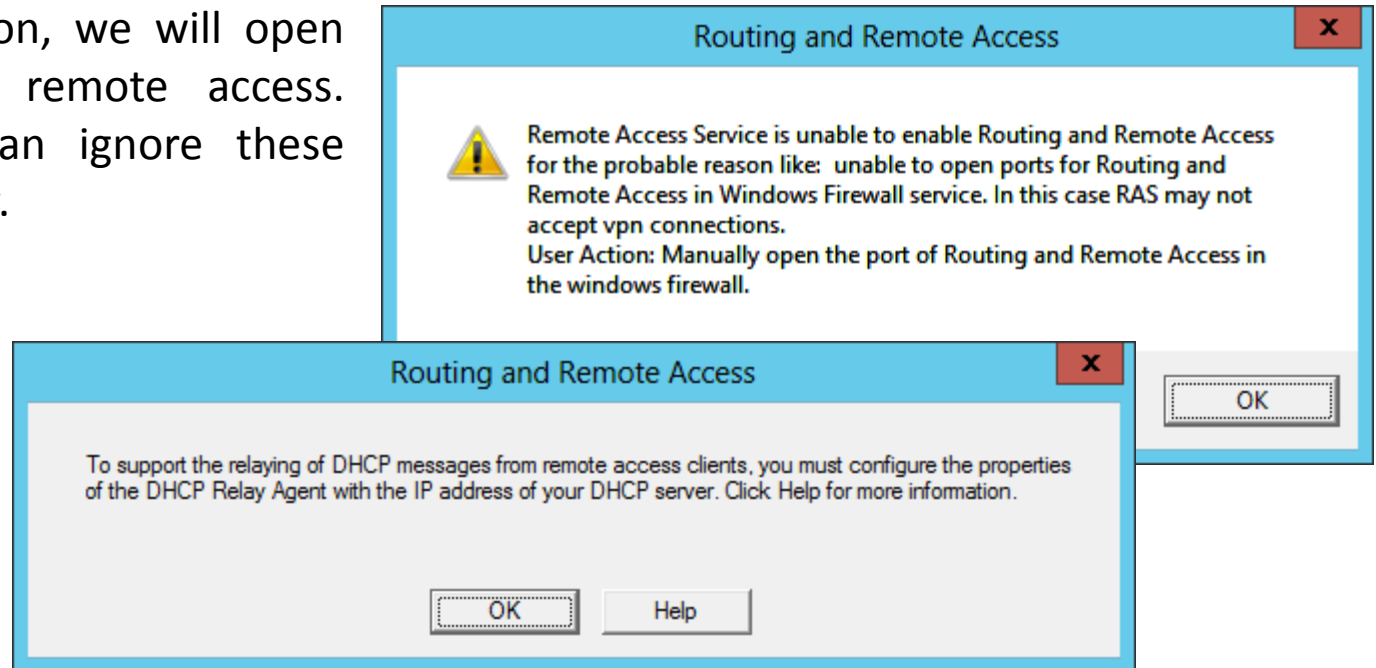 on, we will open
remote access.
an ignore these
.
Routing and Remote Access
x
Remote Access Service is unable to enable Routing and Remote Access
for the probable reason like: unable to open ports for Routing and
Remote Access in Windows Firewall service. In this case RAS may not
accept vpn connections.
User Action: Manually open the port of Routing and Remote Access in
the windows firewall.
OK
Routing and Remote Access
x
To support the relaying of DHCP messages from remote access clients, you must configure the properties
of the DHCP Relay Agent with the IP address of your DHCP server. Click Help for more information.
OK Help